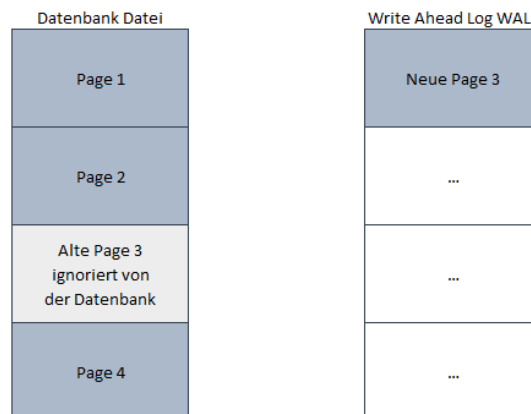 Datenbank Datei
Page 1
Page 2
Alte Page 3
ignoriert von
der Datenbank
Page 4
Write Ahead Log WAL
Neue Page 3
...
...
...